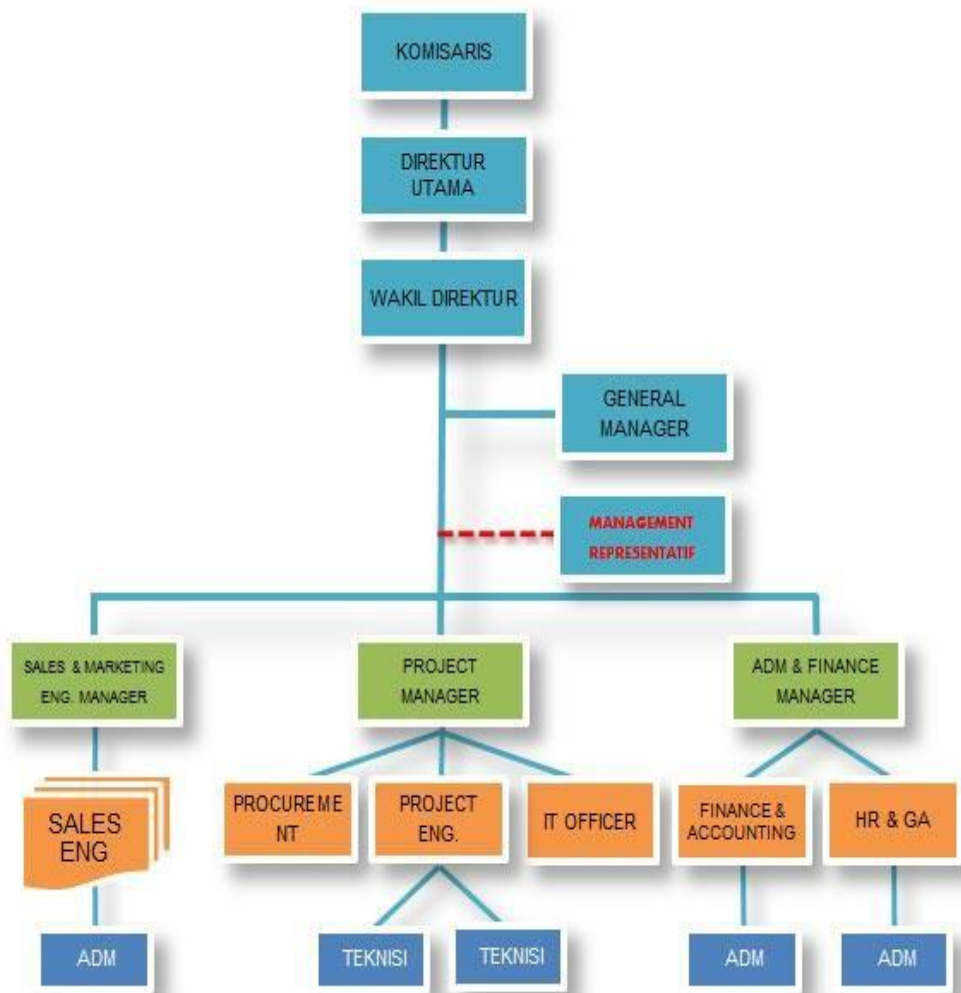 KOMISARIS
DIREKTUR
UTAMA
WAKIL DIREKTUR
GENERAL
MANAGER
MANAGEMENT
REPRESENTATIF
SALES & MARKETING
ENG. MANAGER
PROJECT
MANAGER
ADM & FINANCE
MANAGER
SALES
ENG
PROCUREME
NT
PROJECT
ENG.
IT OFFICER
FINANCE &
ACCOUNTING
HR & GA
ADM
TEKNISI
TEKNISI
ADM
ADM